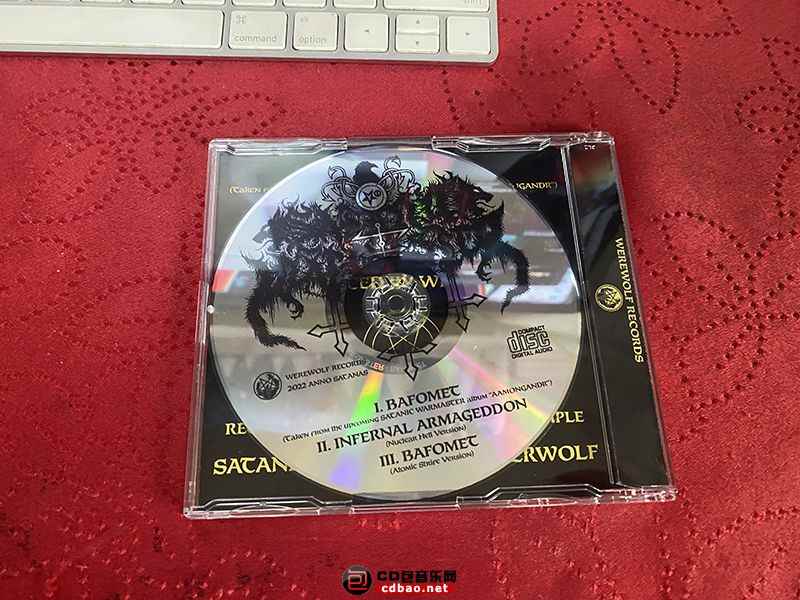 command
option
(TAKEN
WEREWOLF RECORDS
COMPACT
disc
DIGITAL AUDIO
WEREWOLF RECORDS
2022 ANNO SATANAS
I. BAFOMET
(TAKEN FROM THE UPCOMING SATANIC WARMASTER ALBUM "AAMONGANDR")
II. INFERNAL ARMAGEDDON
(NUCLEAR HELL VERSION)
III. BAFOMET
(ATOMIC STRIFE VERSION)
CD包音乐网
cdbao.net